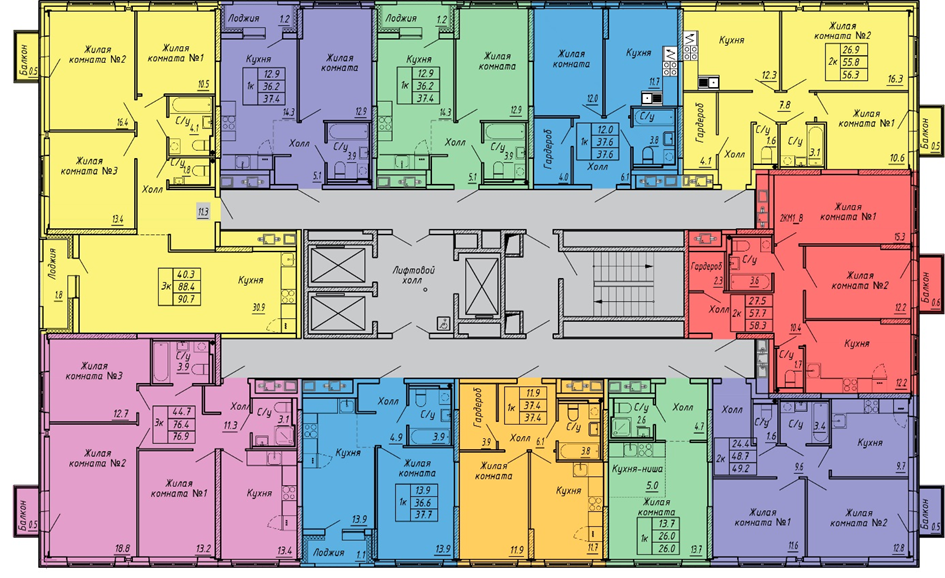 Балкон 0.5
Жилая
комната №2
16.4
Жилая
комната №1
10.5
С/у
4.1
С/у
1.8
Жилая
комната №3
13.4
Холл
11.3
Лоджия
1.8
40.3
3к 88.4
90.7
Кухня
30.9
Лоджия 1.2
Кухня
12.9
1к 36.2
37.4
14.3
Жилая
комната
12.9
Холл
5.1
С/у
3.9
Лоджия 1.2
Кухня
12.9
1к 36.2
37.4
14.3
Жилая
комната
12.9
Холл
5.1
С/у
3.9
Жилая
комната
12.0
Кухня
11.7
Гардероб
4.0
12.0
1к 37.6
37.6
Холл
6.1
С/у
3.8
Кухня
12.3
Жилая
комната №2
26.9
2к 55.8
56.3
16.3
Гардероб
4.1
Холл
7.8
С/у
1.6
С/у
3.1
Жилая
комната №1
10.6
Балкон 0.5
2КМ1_В
Жилая
комната №1
15.3
Гардероб
2.3
С/у
3.6
Жилая
комната №2
12.2
Балкон 0.6
Холл
27.5
2к 57.7
58.3
10.4
С/у
1.7
Кухня
12.2
Лифтовой
холл
Жилая
комната №3
12.7
С/у
3.9
44.7
3к 76.4
76.9
Холл
11.3
С/у
3.1
Жилая
комната №2
18.8
Жилая
комната №1
13.2
Кухня
13.4
Балкон 0.5
Кухня
13.9
Холл
4.9
С/у
3.9
Жилая
комната
13.9
1к 36.6
37.7
13.9
Лоджия 1.1
Гардероб
3.9
11.9
1к 37.4
37.4
Холл
6.1
С/у
3.8
Жилая
комната
11.9
Кухня
11.7
С/у
2.6
Холл
4.7
Кухня-ниша
5.0
Жилая
комната
13.7
1к 26.0
26.0
13.7
Холл
С/у
1.6
С/у
3.4
Кухня
9.7
24.4
2к 48.7
49.2
9.6
Жилая
комната №1
11.6
Жилая
комната №2
12.8
Балкон 0.5